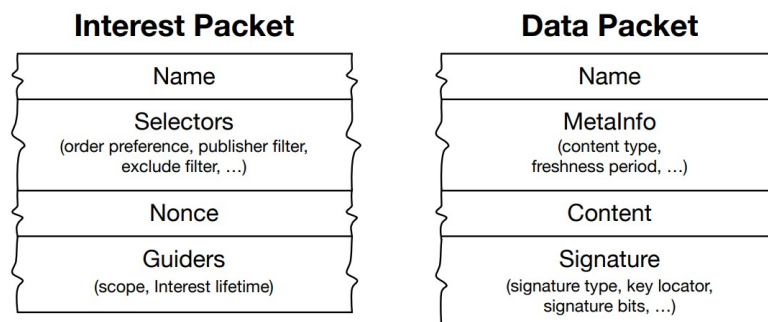 Interest Packet
Name
Selectors
(order preference, publisher filter,
exclude filter, ...)
Nonce
Guiders
(scope, Interest lifetime)
Data Packet
Name
MetaInfo
(content type,
freshness period, ...)
Content
Signature
(signature type, key locator,
signature bits, ...)